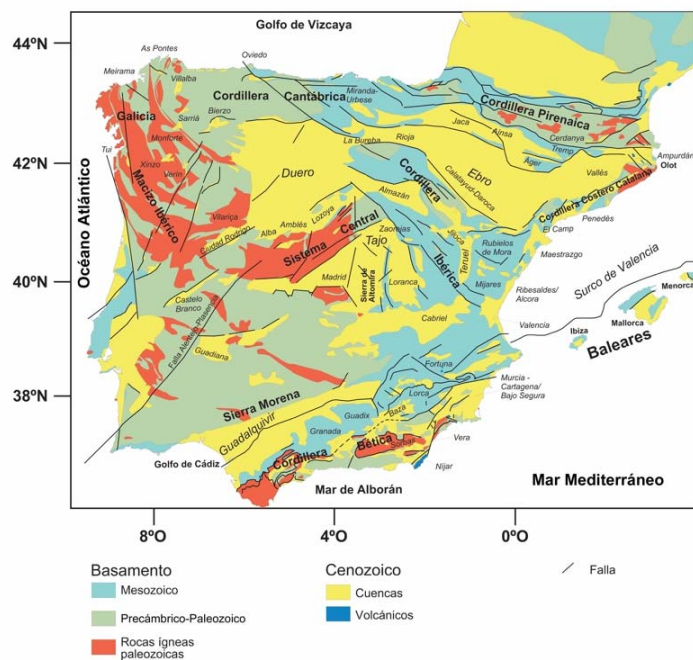 Golfo de Vizcaya
44ºN
As Pontes
Oviedo
Meirama
Villalba
Cordillera
Cantábrica
Miranda-
Urbese
Cordillera Pirenaica
Galicia
Sarriá
Bierzo
Monforte
Rioja
La Bureba
Jaca
Aínsa
Cerdanya
Tremp
Ampurdán
Olot
42ºN
Tui
Xinzo
Verín
Duero
Cordillera
Ibérica
Ebro
Àger
Vallès
Macizo Ibérico
Almazán
Calatayud-Daroca
Cordillera Costero Catalana
Penedès
El Camp
Océano Atlántico
Vilariça
Ciudad Rodrigo
Alba
Amblés
Lozoya
Sistema
Central
Zaorejas
Tajo
Jiloca
Teruel
Rubielos
de Mora
Maestrazgo
Surco de Valencia
40ºN
Madrid
Sierra de
Altomira
Loranca
Mijares
Ribesaldes/
Alcora
Menorca
Mallorca
Castelo
Branco
Falla Alentejo-Plasencia
Cabriel
Valencia
Ibiza
Baleares
Guadiana
38ºN
Fortuna
Sierra Morena
Lorca
Murcia -
Cartagena/
Bajo Segura
Guadalquivir
Guadix
Baza
Granada
Bética
Sorbas
Vera
Golfo de Cádiz
Cordillera
Níjar
Mar de Alborán
Mar Mediterráneo
8ºO
4ºO
0ºO
Basamento
Mesozoico
Precámbrico-Paleozoico
Rocas ígneas
paleozoicas
Cenozoico
Cuencas
Volcánicos
Falla